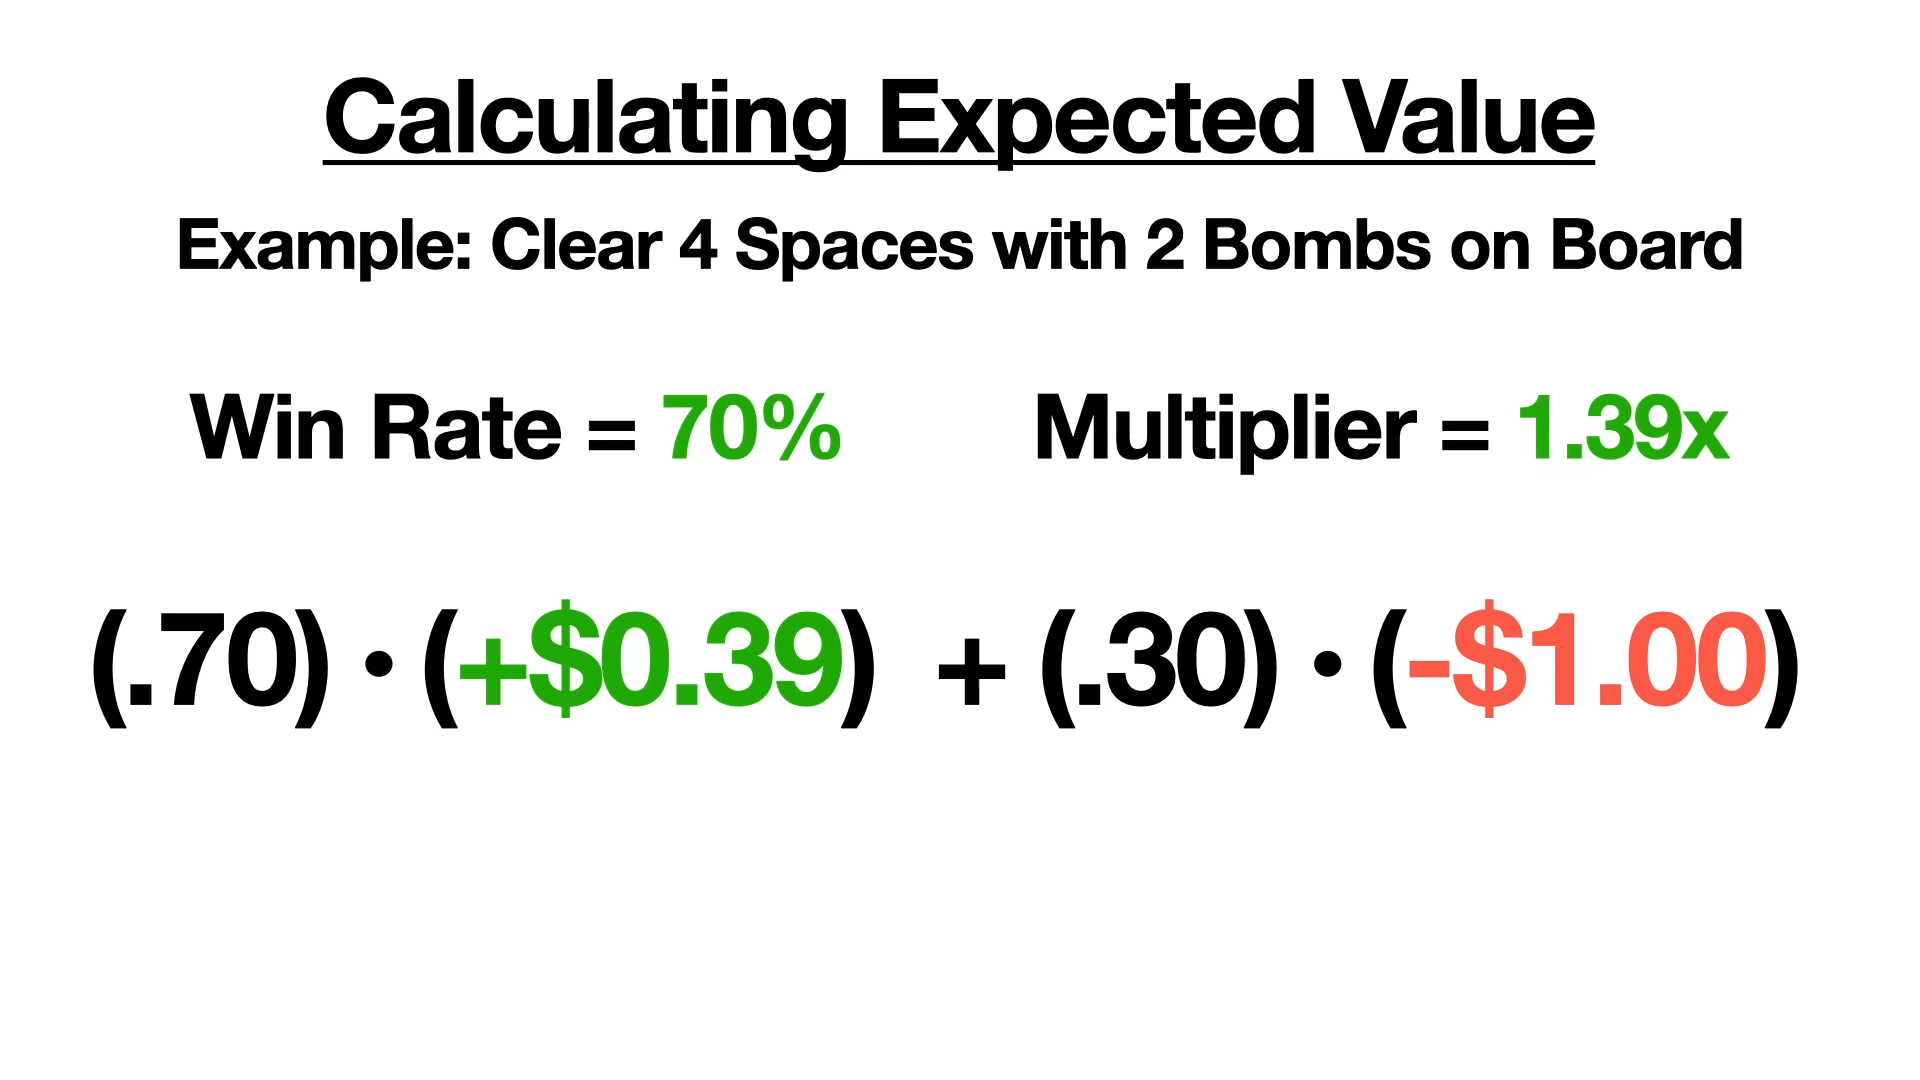 Calculating Expected Value
Example: Clear 4 Spaces with 2 Bombs on Board
Win Rate = 70% Multiplier = 1.39x
(.70) · (+$0.39) + (.30) · (-$1.00)